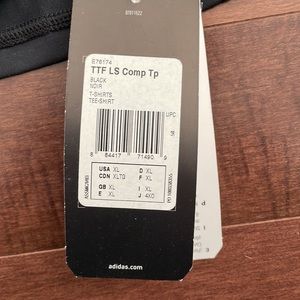 E76174
TTF LS Comp Tp
BLACK
NOIR
T-SHIRTS
TEE-SHIRT
UPC
8 84417 71490 9
USA XL D XL
CDN XLTG F XL
GB XL I XL
E XL J 4XO
adidas.com